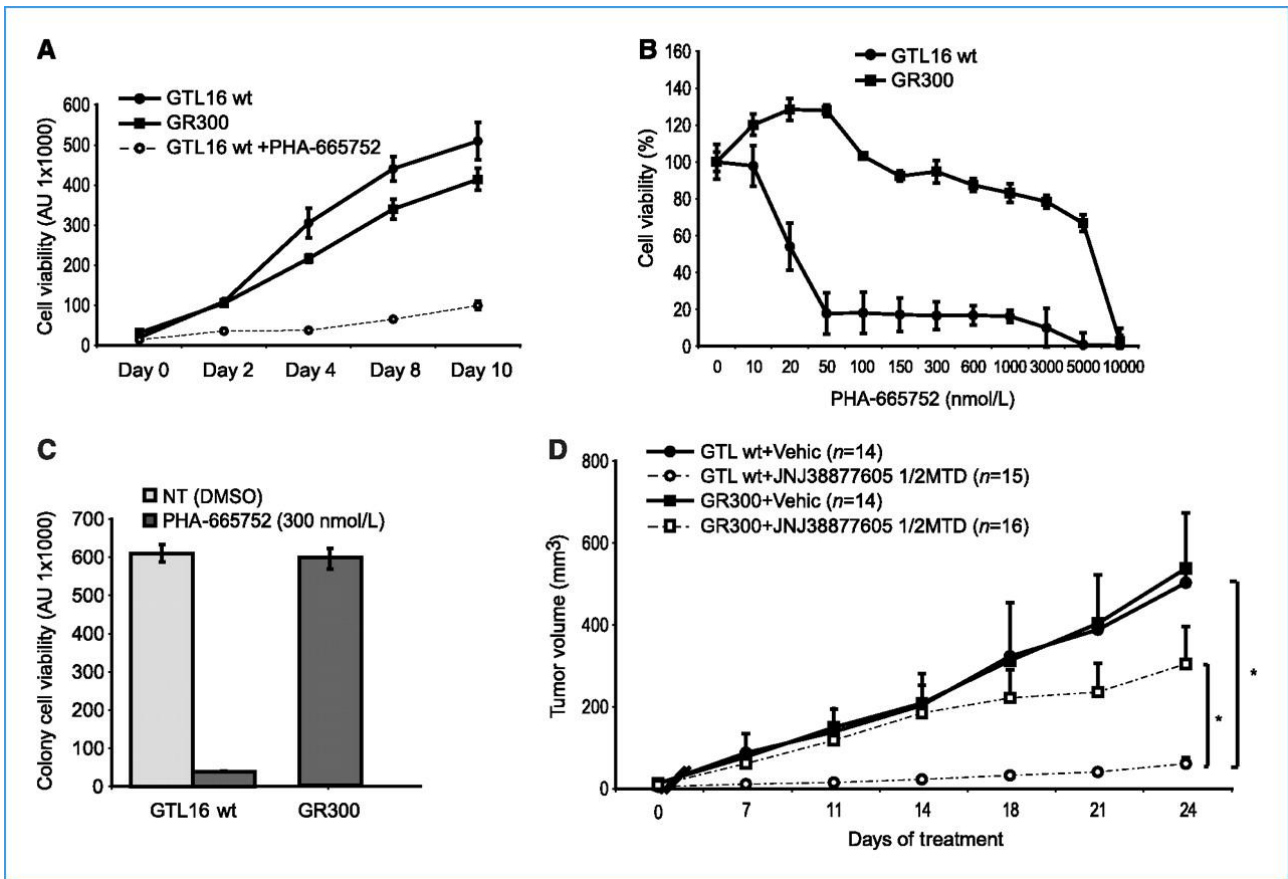 A
GTL16 wt
GR300
GTL16 wt +PHA-665752
Cell viability (AU 1x1000)
600
500
400
300
200
100
0
Day 0 Day 2 Day 4 Day 8 Day 10
B
GTL16 wt
GR300
Cell viability (%)
160
140
120
100
80
60
40
20
0
0 10 20 50 100 150 300 600 1000 3000 5000 10000
PHA-665752 (nmol/L)
C
NT (DMSO)
PHA-665752 (300 nmol/L)
Colony cell viability (AU 1x1000)
700
600
500
400
300
200
100
0
GTL16 wt GR300
D
GTL wt+Vehic (n=14)
GTL wt+JNJ38877605 1/2MTD (n=15)
GR300+Vehic (n=14)
GR300+JNJ38877605 1/2MTD (n=16)
Tumor volume (mm3)
800
600
400
200
0
0 7 11 14 18 21 24
Days of treatment
*
*